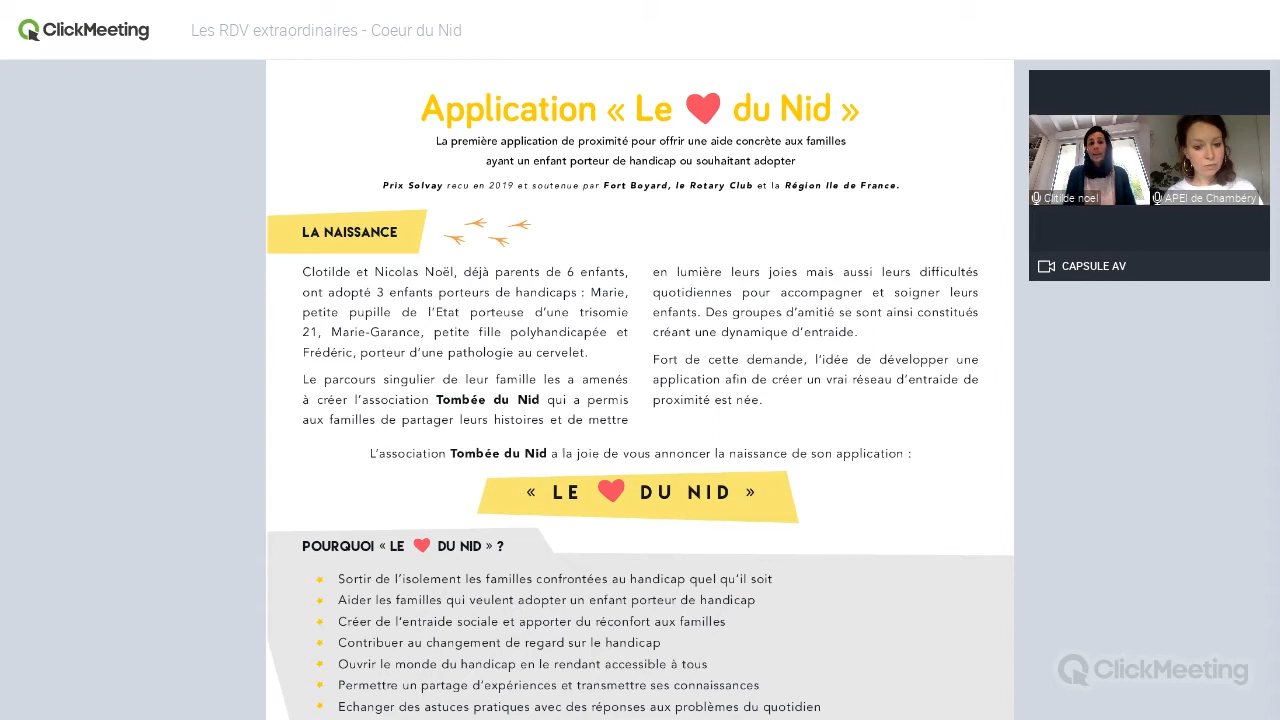 ClickMeeting
Les RDV extraordinaires - Coeur du Nid
Application « Le du Nid »
La première application de proximité pour offrir une aide concrète aux familles
ayant un enfant porteur de handicap ou souhaitant adopter
Prix Solvay recu en 2019 et soutenue par Fort Boyard, le Rotary Club et la Région Ile de France.
LA NAISSANCE
Clotilde et Nicolas Noël, déjà parents de 6 enfants,
ont adopté 3 enfants porteurs de handicaps : Marie,
petite pupille de l'Etat porteuse d'une trisomie
21, Marie-Garance, petite fille polyhandicapée et
Frédéric, porteur d'une pathologie au cervelet.
Le parcours singulier de leur famille les a amenés
à créer l'association Tombée du Nid qui a permis
aux familles de partager leurs histoires et de mettre
en lumière leurs joies mais aussi leurs difficultés
quotidiennes pour accompagner et soigner leurs
enfants. Des groupes d'amitié se sont ainsi constitués
créant une dynamique d'entraide.
Fort de cette demande, l'idée de développer une
application afin de créer un vrai réseau d'entraide de
proximité est née.
L'association Tombée du Nid a la joie de vous annoncer la naissance de son application :
« LE DU NID »
POURQUOI « LE DU NID » ?
Sortir de l'isolement les familles confrontées au handicap quel qu'il soit
Aider les familles qui veulent adopter un enfant porteur de handicap
Créer de l'entraide sociale et apporter du réconfort aux familles
Contribuer au changement de regard sur le handicap
Ouvrir le monde du handicap en le rendant accessible à tous
Permettre un partage d'expériences et transmettre ses connaissances
Echanger des astuces pratiques avec des réponses aux problèmes du quotidien
Clitilde noel
APEI de Chambéry
CAPSULE AV
ClickMeeting